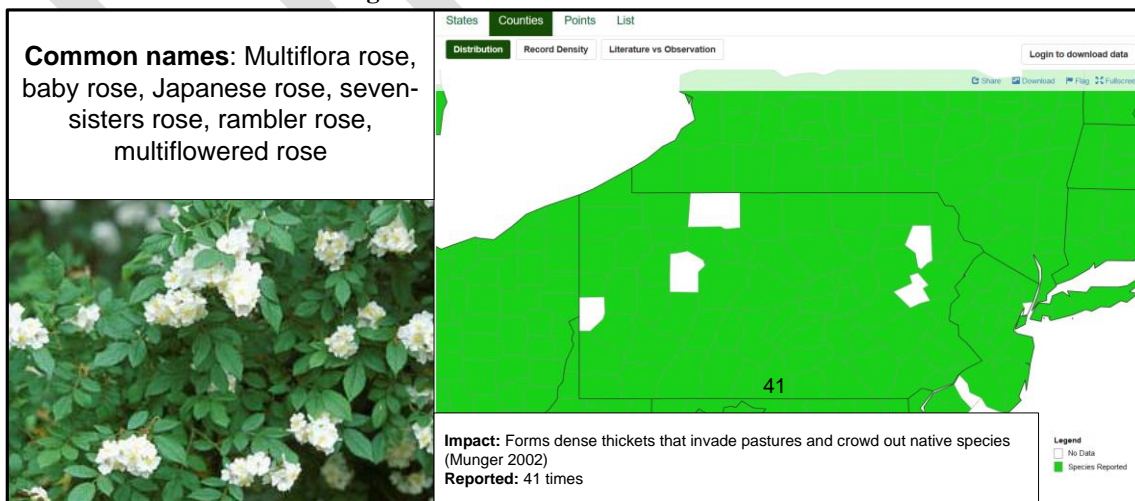 States Counties Points List
Distribution Record Density Literature vs Observation
Login to download data
Share Download Flag Fullscree
Common names: Multiflora rose,
baby rose, Japanese rose, seven-
sisters rose, rambler rose,
multiflowered rose
41
Impact: Forms dense thickets that invade pastures and crowd out native species
(Munger 2002)
Reported: 41 times
Legend
No Data
Species Reported